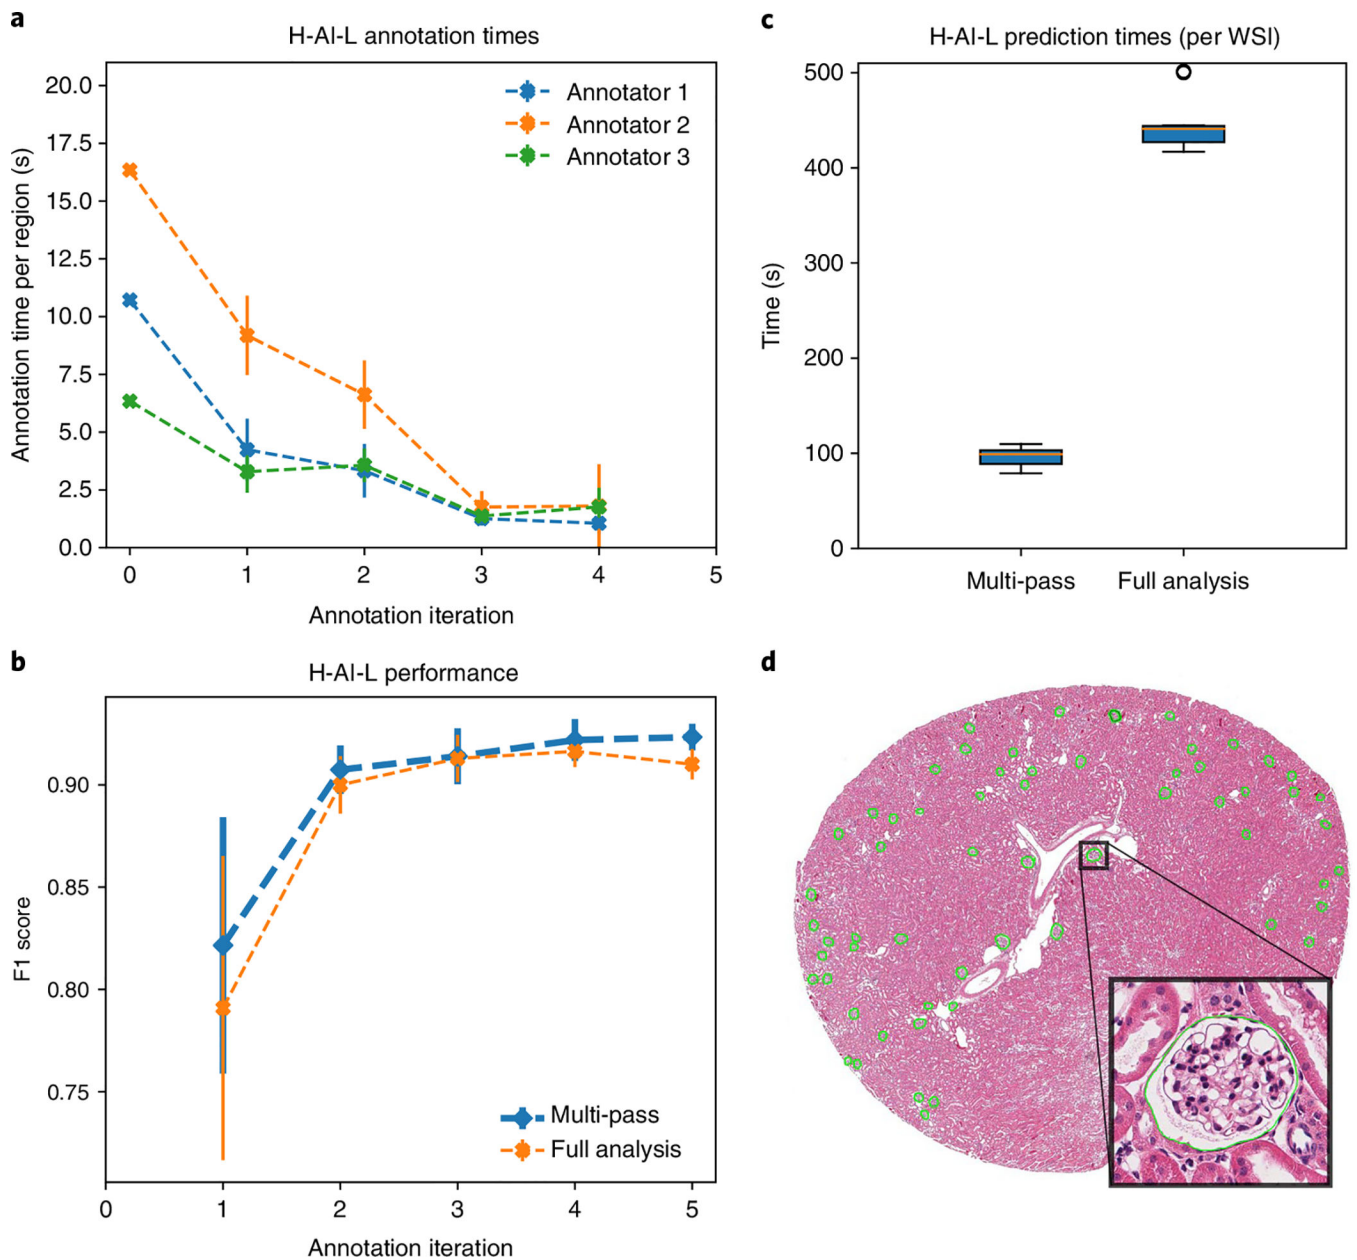 a
H-AI-L annotation times
20.0
17.5
15.0
12.5
10.0
7.5
5.0
2.5
0.0
Annotation time per region (s)
Annotator 1
Annotator 2
Annotator 3
0 1 2 3 4 5
Annotation iteration
c
H-AI-L prediction times (per WSI)
500
400
300
200
100
0
Time (s)
Multi-pass Full analysis
b
H-AI-L performance
0.90
0.85
0.80
0.75
F1 score
Multi-pass
Full analysis
0 1 2 3 4 5
Annotation iteration
d